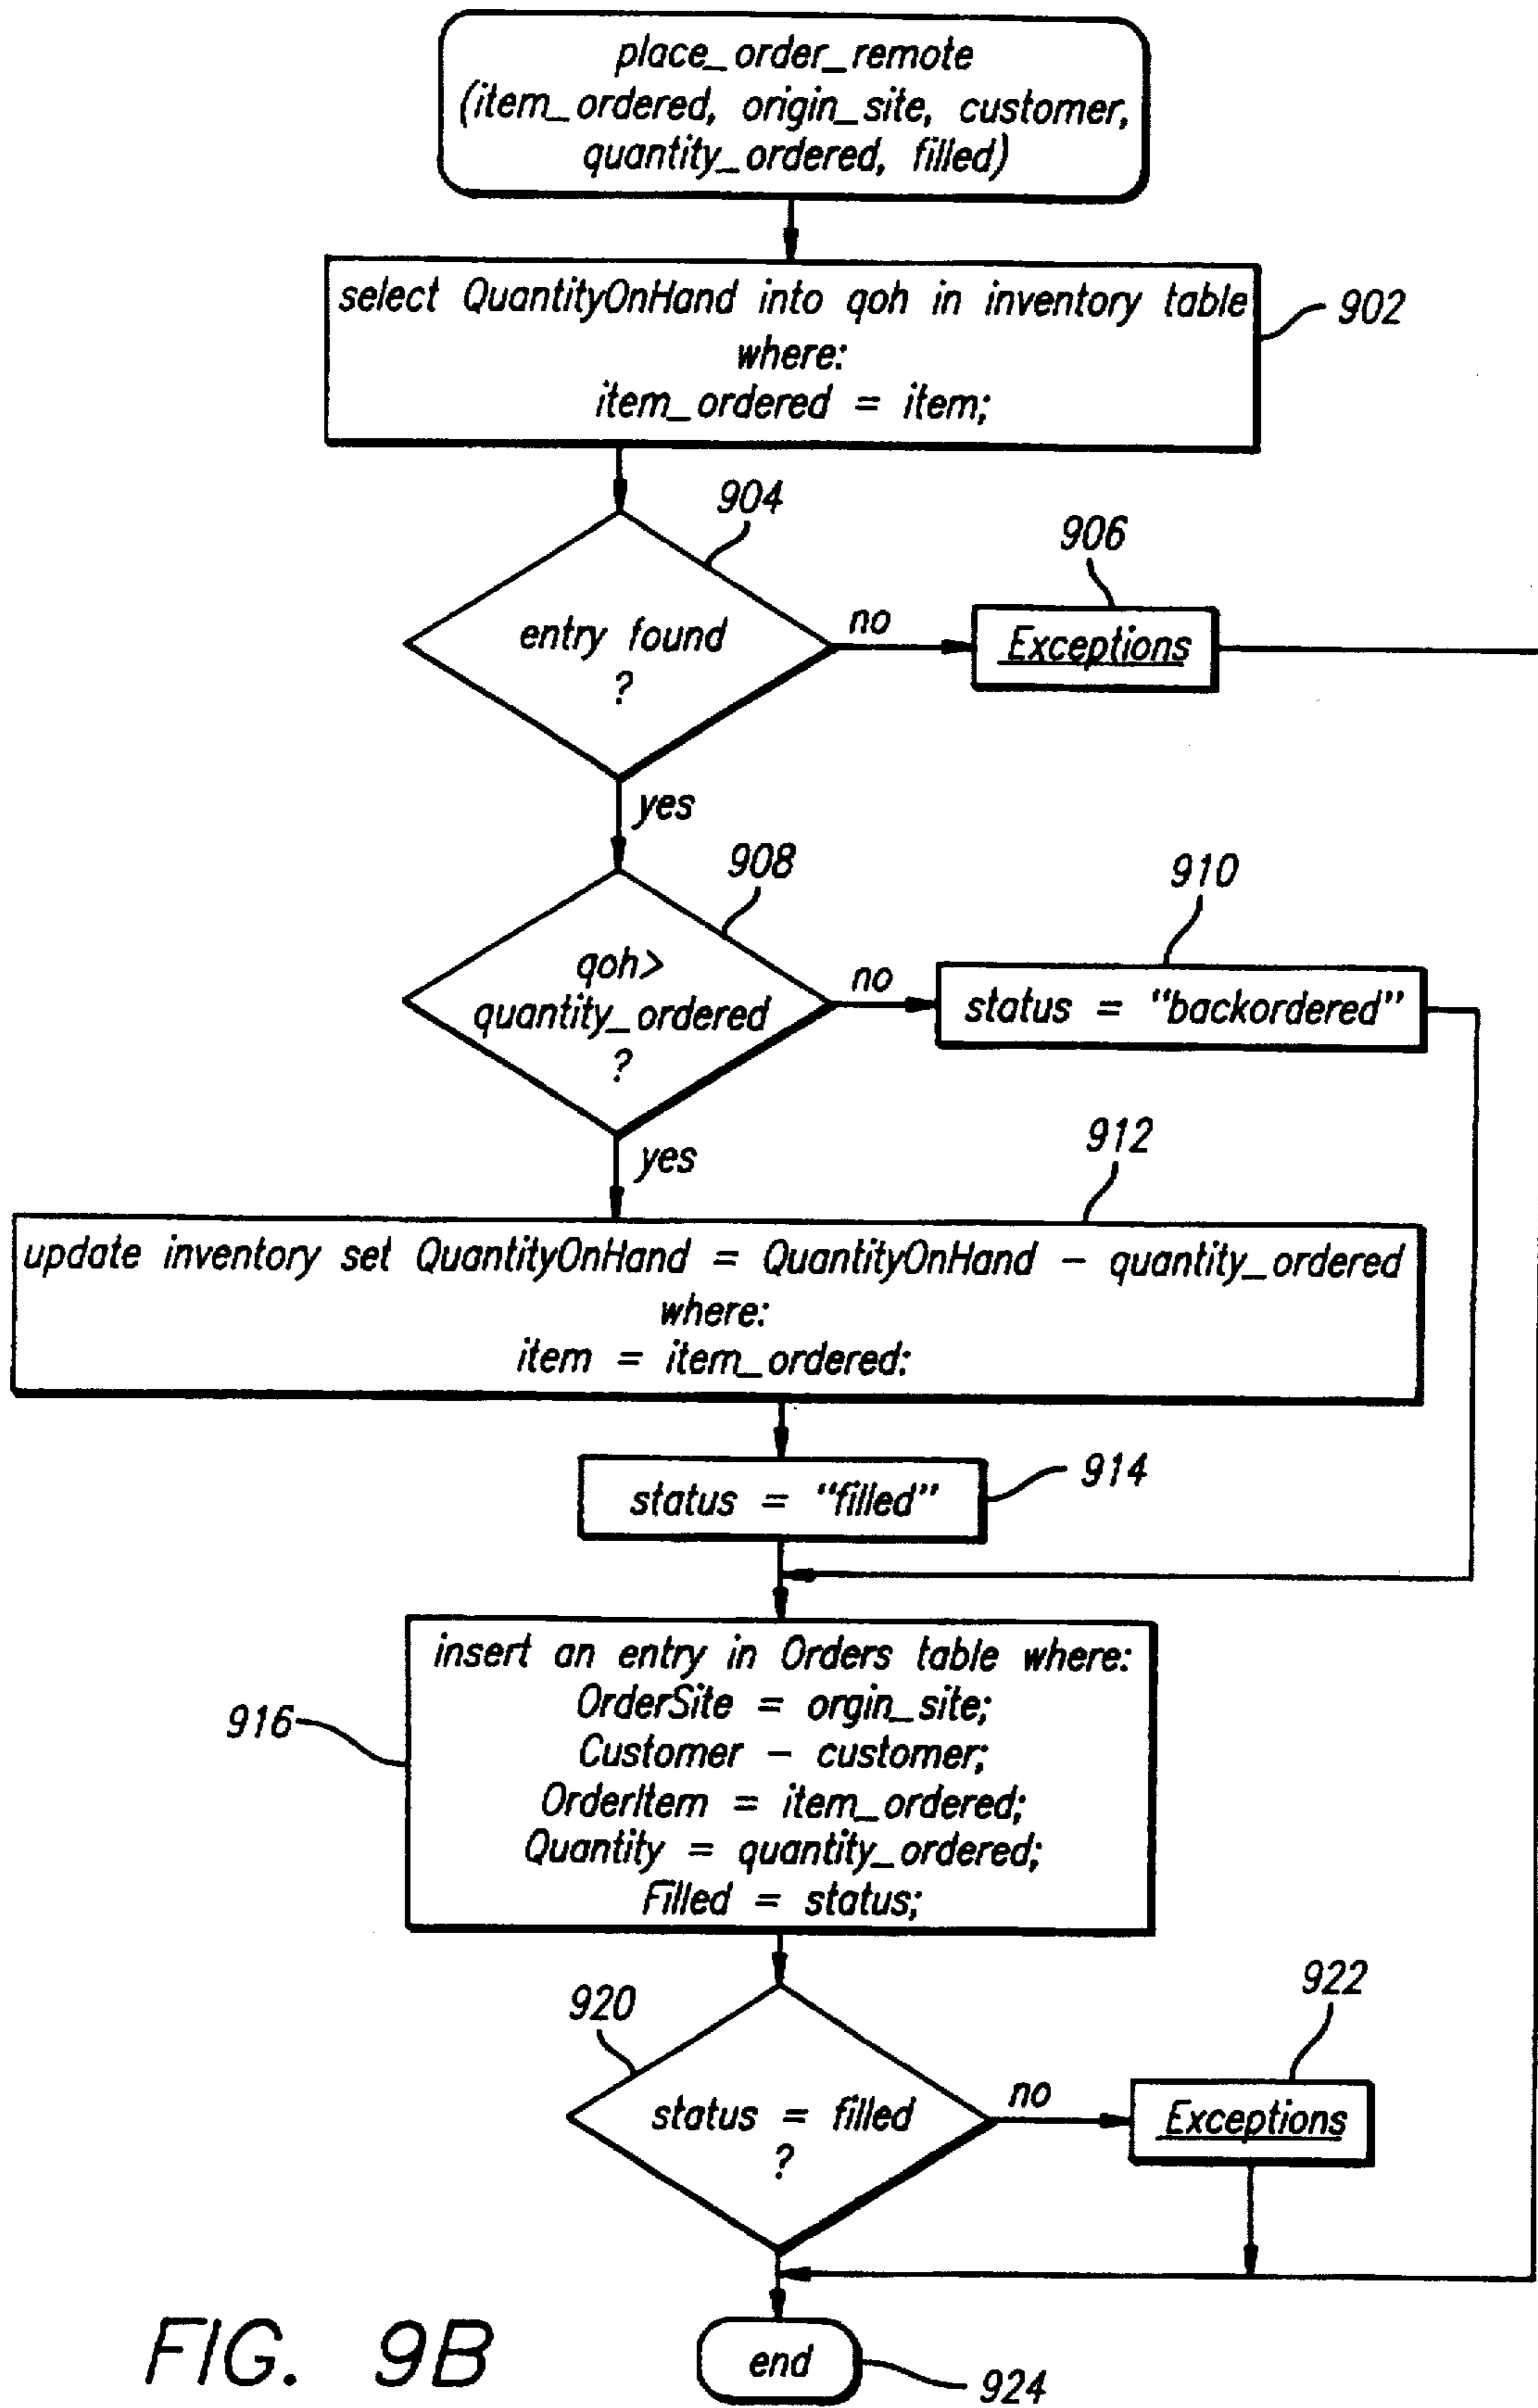 place_order_remote
(item_ordered, origin_site, customer,
quantity_ordered, filled)
select QuantityOnHand into qoh in inventory table
where:
item_ordered = item;
902
904
entry found
?
no
906
Exceptions
yes
908
qoh>
quantity_ordered
?
no
910
status = "backordered"
yes
912
update inventory set QuantityOnHand = QuantityOnHand - quantity_ordered
where:
item = item_ordered:
status = "filled"
914
916
insert an entry in Orders table where:
OrderSite = orgin_site;
Customer - customer;
OrderItem = item_ordered;
Quantity = quantity_ordered;
Filled = status;
920
status = filled
?
no
922
Exceptions
end
924
FIG. 9B